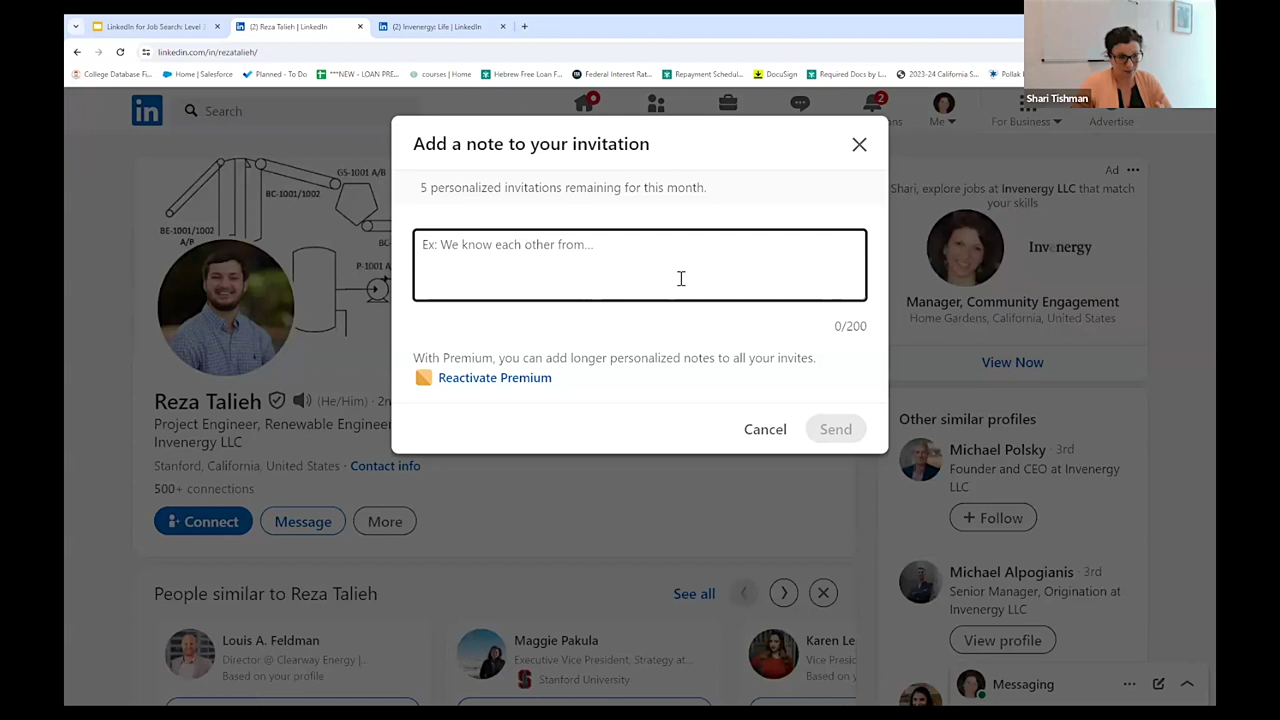 LinkedIn for Job Search: Level
(2) Reza Talieh | LinkedIn
(2) Invenergy: Life | LinkedIn
linkedin.com/in/rezatalieh/
College Database Fi...
Home | Salesforce
Planned - To Do
***NEW - LOAN PRE...
courses | Home
Hebrew Free Loan F...
Federal Interest Rat...
Repayment Schedul...
DocuSign
Required Docs by L...
2023-24 California S...
Pollak
Shari Tishman
in
Search
2
Me
ons
For Business
Advertise
Add a note to your invitation
5 personalized invitations remaining for this month.
Ex: We know each other from...
0/200
With Premium, you can add longer personalized notes to all your invites.
Reactivate Premium
Cancel
Send
GS-1001 A/B
BC-1001/1002
BE-1001/1002
A/P
BC-
P-1001 A
Reza Talieh (He/Him) · 2n
Project Engineer, Renewable Engineer
Invenergy LLC
Stanford, California, United States · Contact info
500+ connections
Connect
Message
More
People similar to Reza Talieh
See all
Louis A. Feldman
Director @ Clearway Energy |..
Based on your profile
Maggie Pakula
Executive Vice President, Strategy at...
Stanford University
Karen Le
Vice Presid
Based on y
Ad
Shari, explore jobs at Invenergy LLC that match
your skills
Invenergy
Manager, Community Engagement
Home Gardens, California, United States
View Now
Other similar profiles
Michael Polsky · 3rd
Founder and CEO at Invenergy
LLC
+ Follow
Michael Alpogianis · 3rd
Senior Manager, Origination at
Invenergy LLC
View profile
Messaging